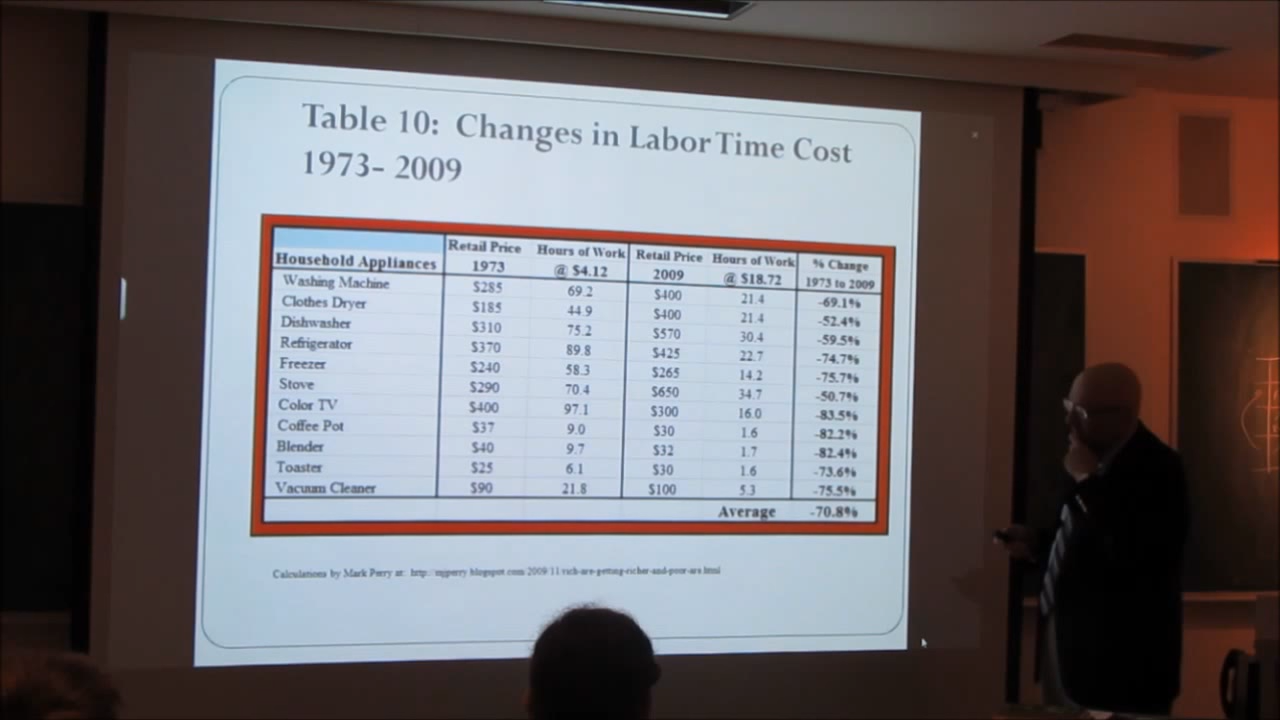 Table 10: Changes in Labor Time Cost
1973- 2009
Household Appliances Retail Price 1973 Hours of Work @ $4.12 Retail Price 2009 Hours of Work @ $18.72 % Change 1973 to 2009
Washing Machine $285 69.2 $400 21.4 -69.1%
Clothes Dryer $185 44.9 $400 21.4 -52.4%
Dishwasher $310 75.2 $570 30.4 -59.5%
Refrigerator $370 89.8 $425 22.7 -74.7%
Freezer $240 58.3 $265 14.2 -75.7%
Stove $290 70.4 $650 34.7 -50.7%
Color TV $400 97.1 $300 16.0 -83.5%
Coffee Pot $37 9.0 $30 1.6 -82.2%
Blender $40 9.7 $32 1.7 -82.4%
Toaster $25 6.1 $30 1.6 -73.6%
Vacuum Cleaner $90 21.8 $100 5.3 -75.5%
Average -70.8%
Calculations by Mark Perry at: http://mjperry.blogspot.com/2009/11/rich-are-getting-richer-and-poor-are.html